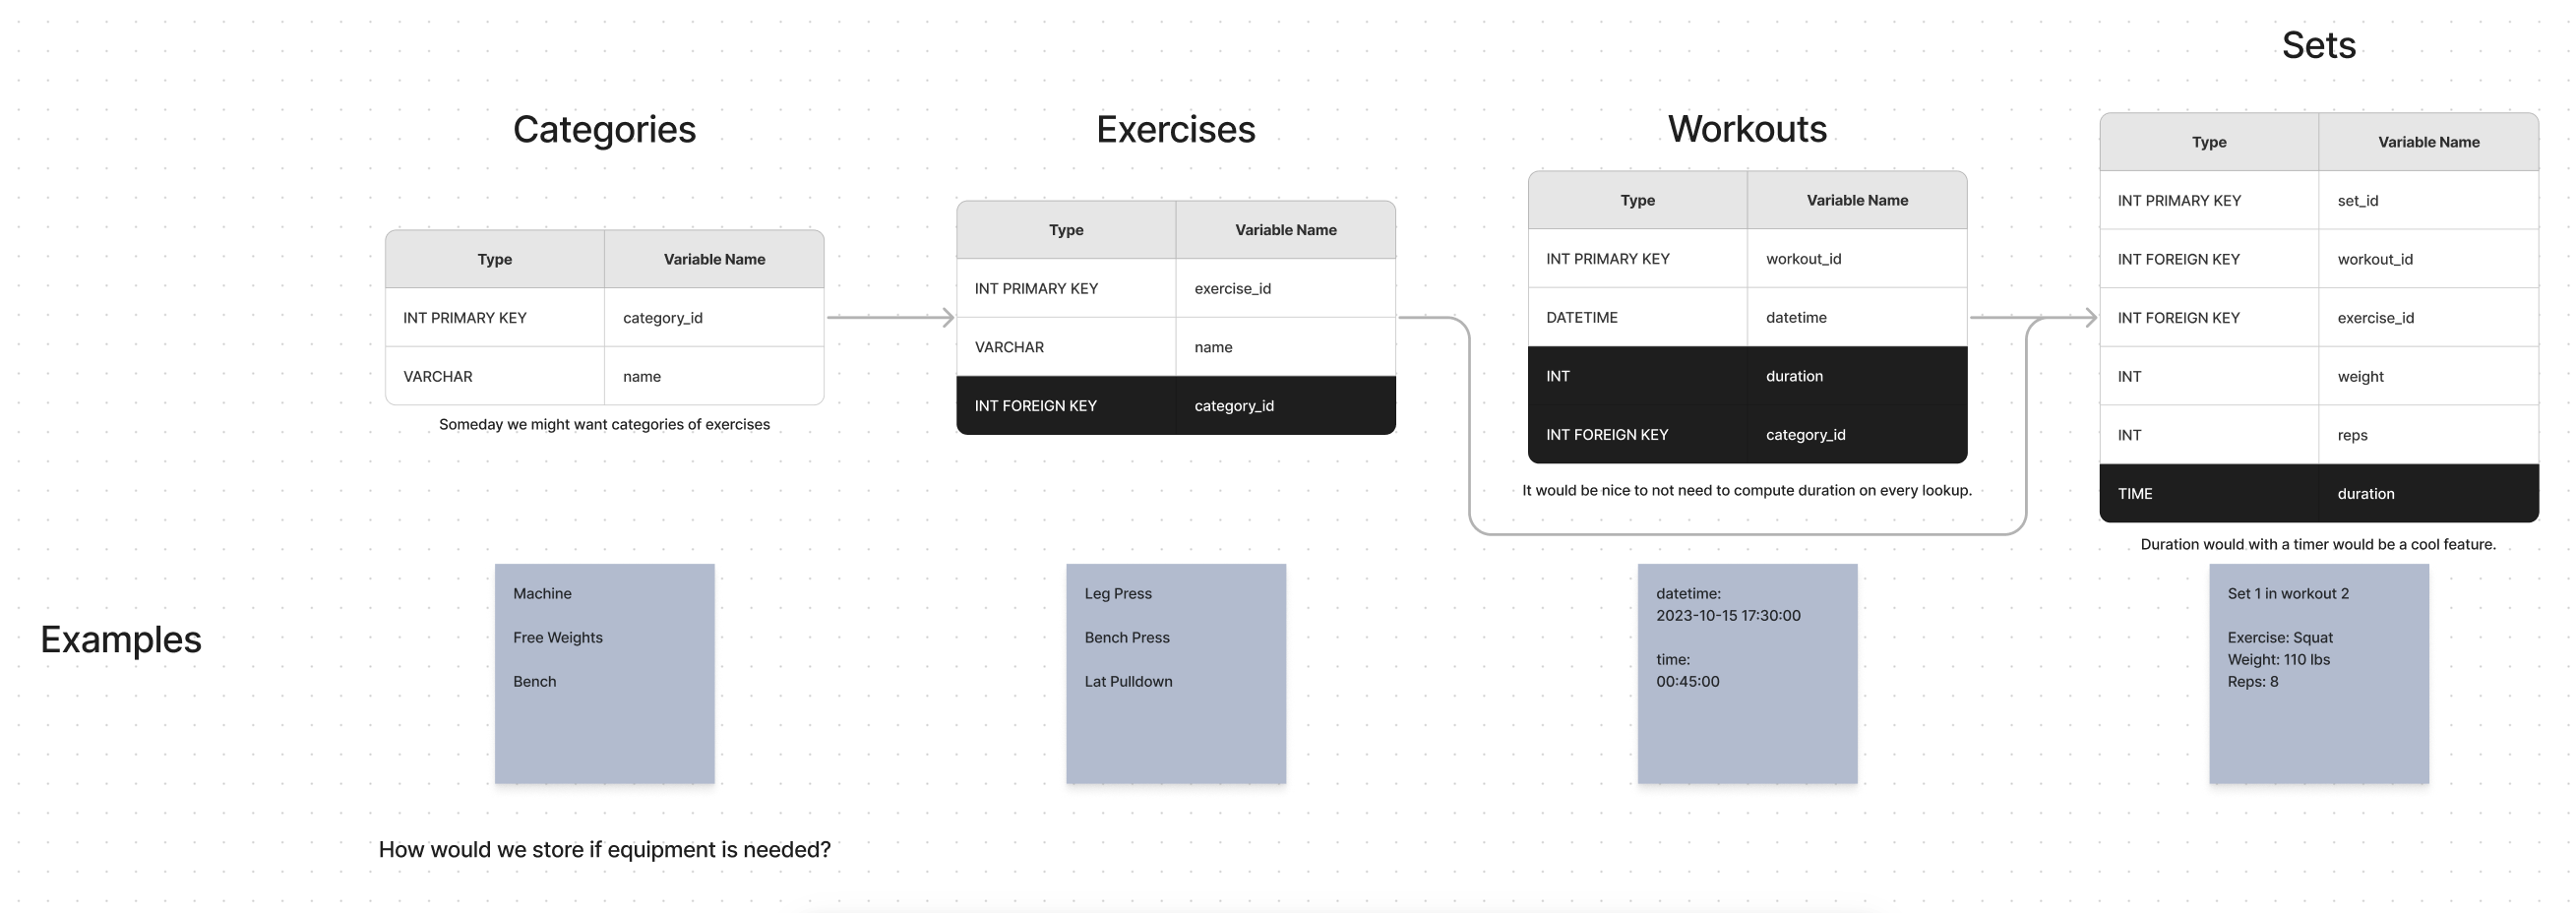 Categories
Type Variable Name
INT PRIMARY KEY category_id
VARCHAR name
Someday we might want categories of exercises
Exercises
Type Variable Name
INT PRIMARY KEY exercise_id
VARCHAR name
INT FOREIGN KEY category_id
Workouts
Type Variable Name
INT PRIMARY KEY workout_id
DATETIME datetime
INT duration
INT FOREIGN KEY category_id
It would be nice to not need to compute duration on every lookup.
Sets
Type Variable Name
INT PRIMARY KEY set_id
INT FOREIGN KEY workout_id
INT FOREIGN KEY exercise_id
INT weight
INT reps
TIME duration
Duration would with a timer would be a cool feature.
Examples
Machine
Free Weights
Bench
Leg Press
Bench Press
Lat Pulldown
datetime:
2023-10-15 17:30:00
time:
00:45:00
Set 1 in workout 2
Exercise: Squat
Weight: 110 lbs
Reps: 8
How would we store if equipment is needed?